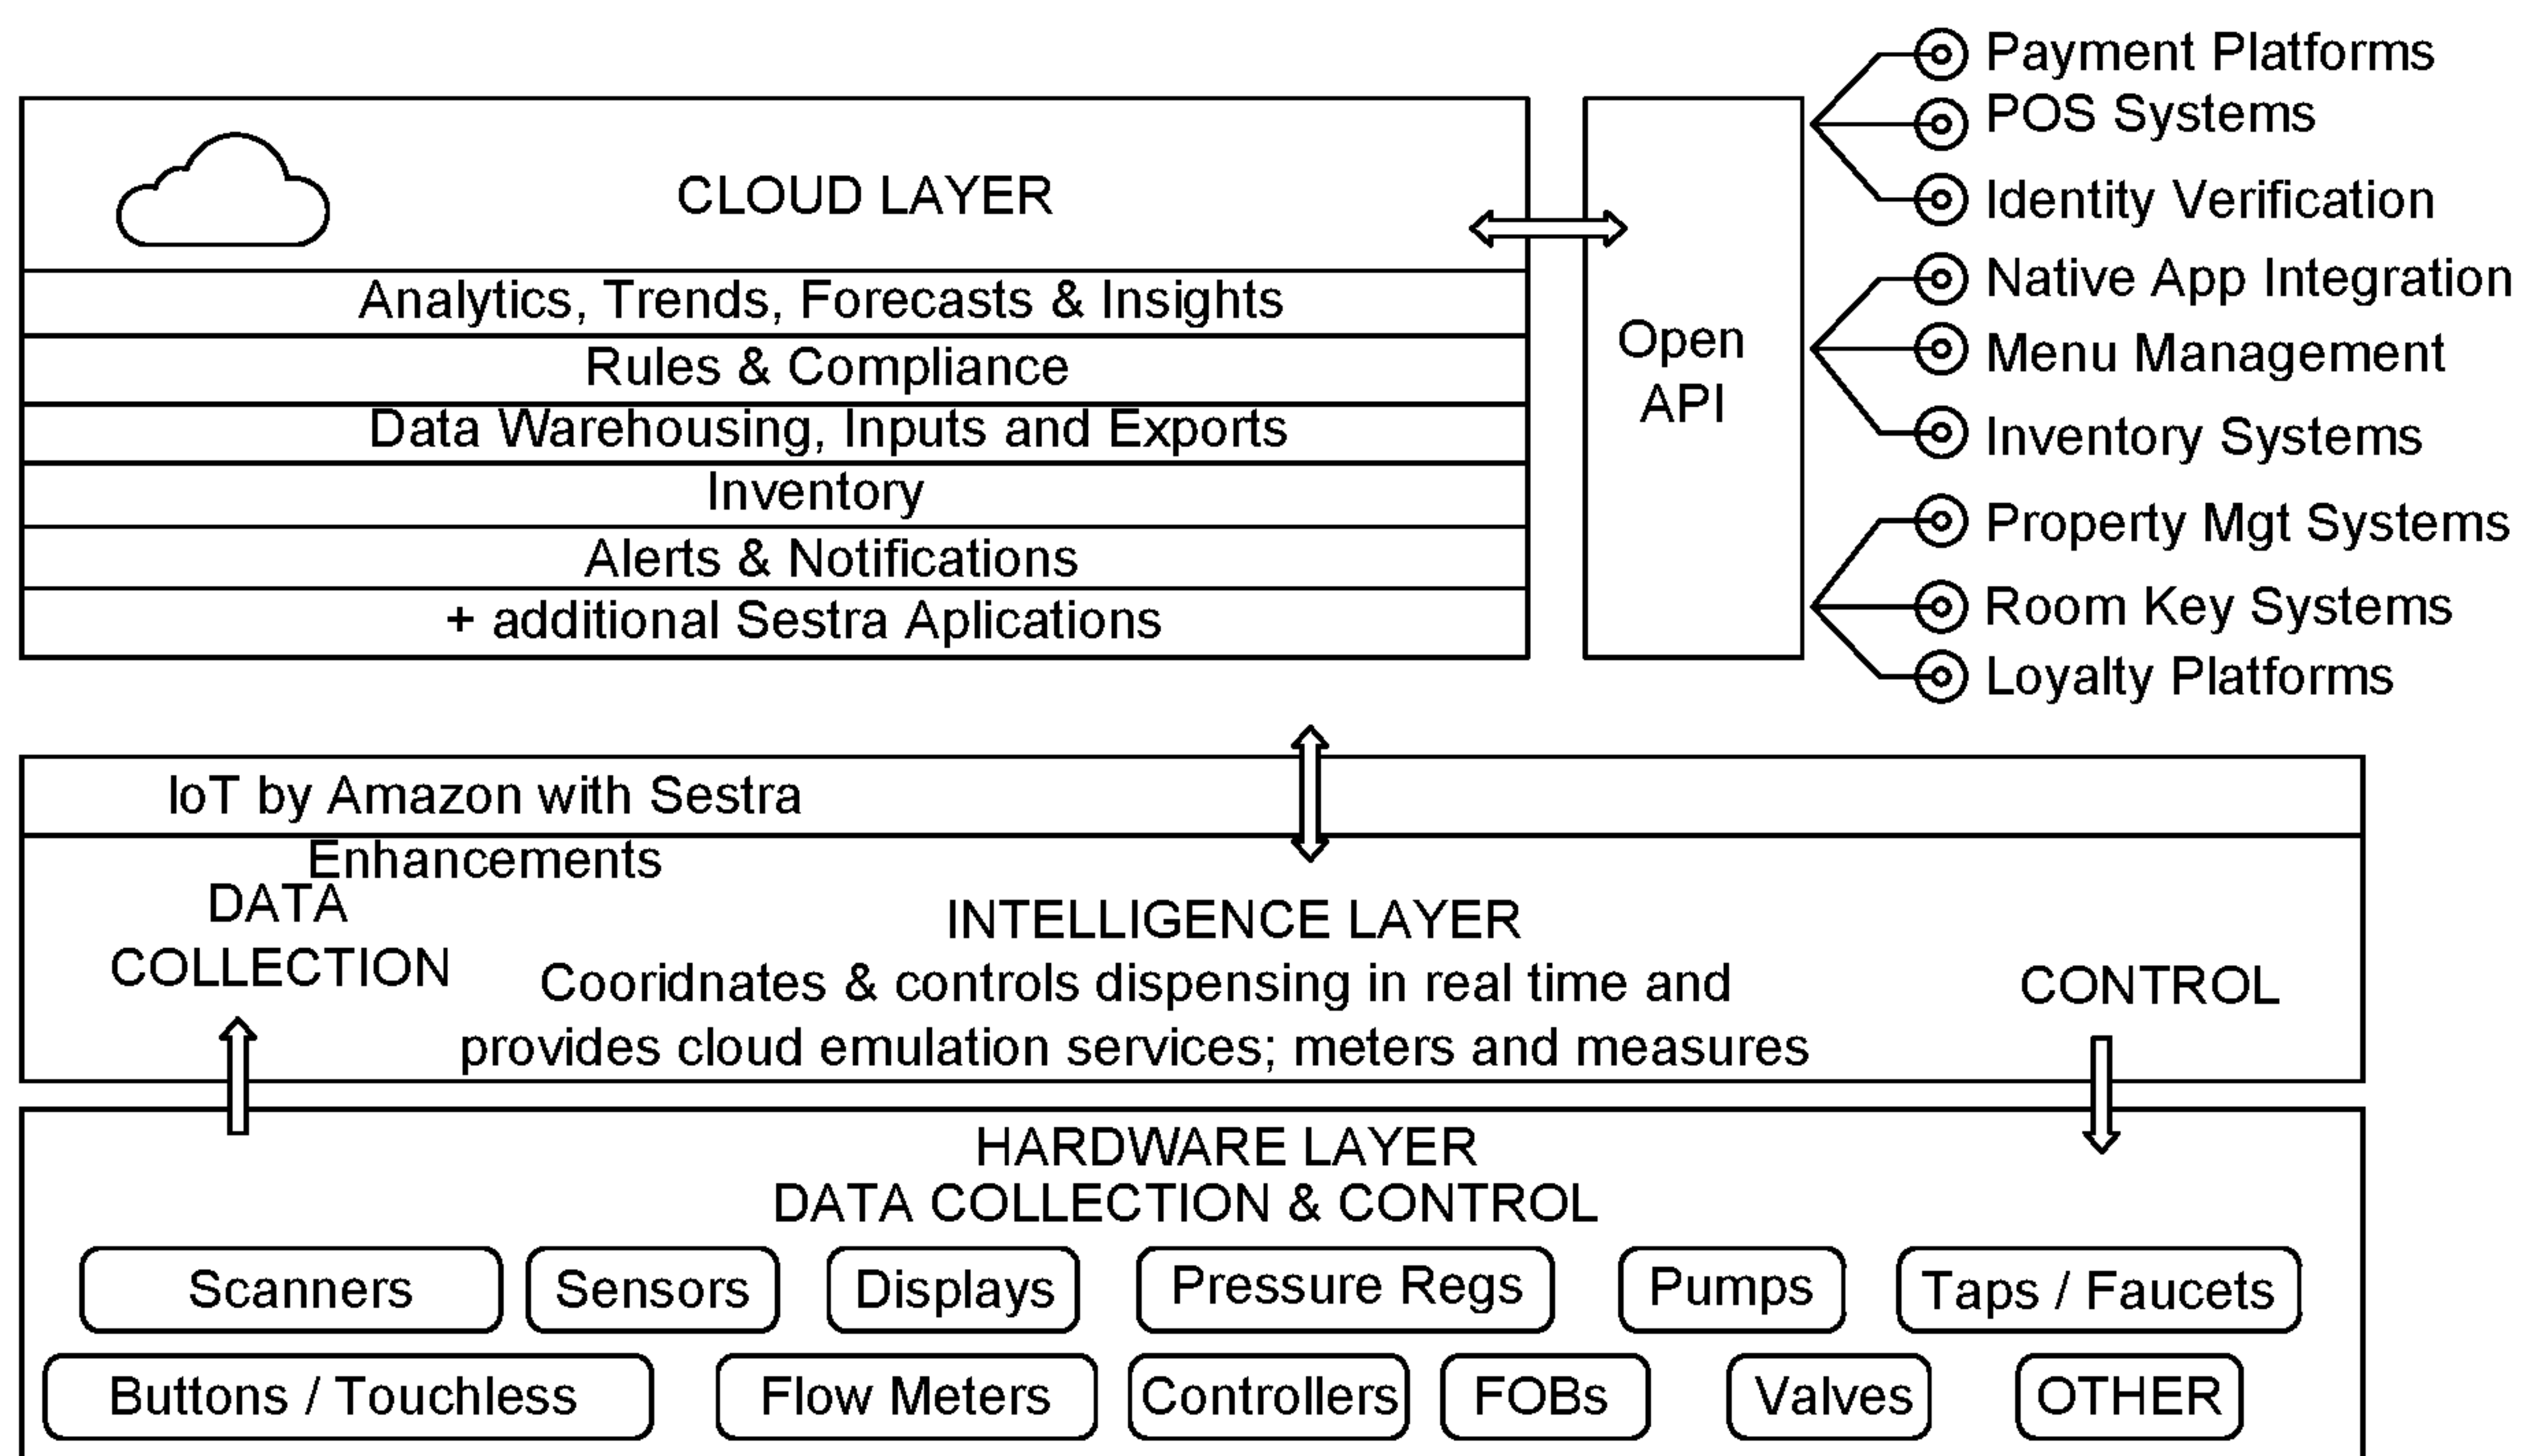 CLOUD LAYER
Analytics, Trends, Forecasts & Insights
Rules & Compliance
Data Warehousing, Inputs and Exports
Inventory
Alerts & Notifications
+ additional Sestra Aplications
Open
API
Payment Platforms
POS Systems
Identity Verification
Native App Integration
Menu Management
Inventory Systems
Property Mgt Systems
Room Key Systems
Loyalty Platforms
IoT by Amazon with Sestra
Enhancements
DATA
COLLECTION
INTELLIGENCE LAYER
Cooridnates & controls dispensing in real time and
provides cloud emulation services; meters and measures
CONTROL
HARDWARE LAYER
DATA COLLECTION & CONTROL
Scanners
Sensors
Displays
Pressure Regs
Pumps
Taps / Faucets
Buttons / Touchless
Flow Meters
Controllers
FOBs
Valves
OTHER